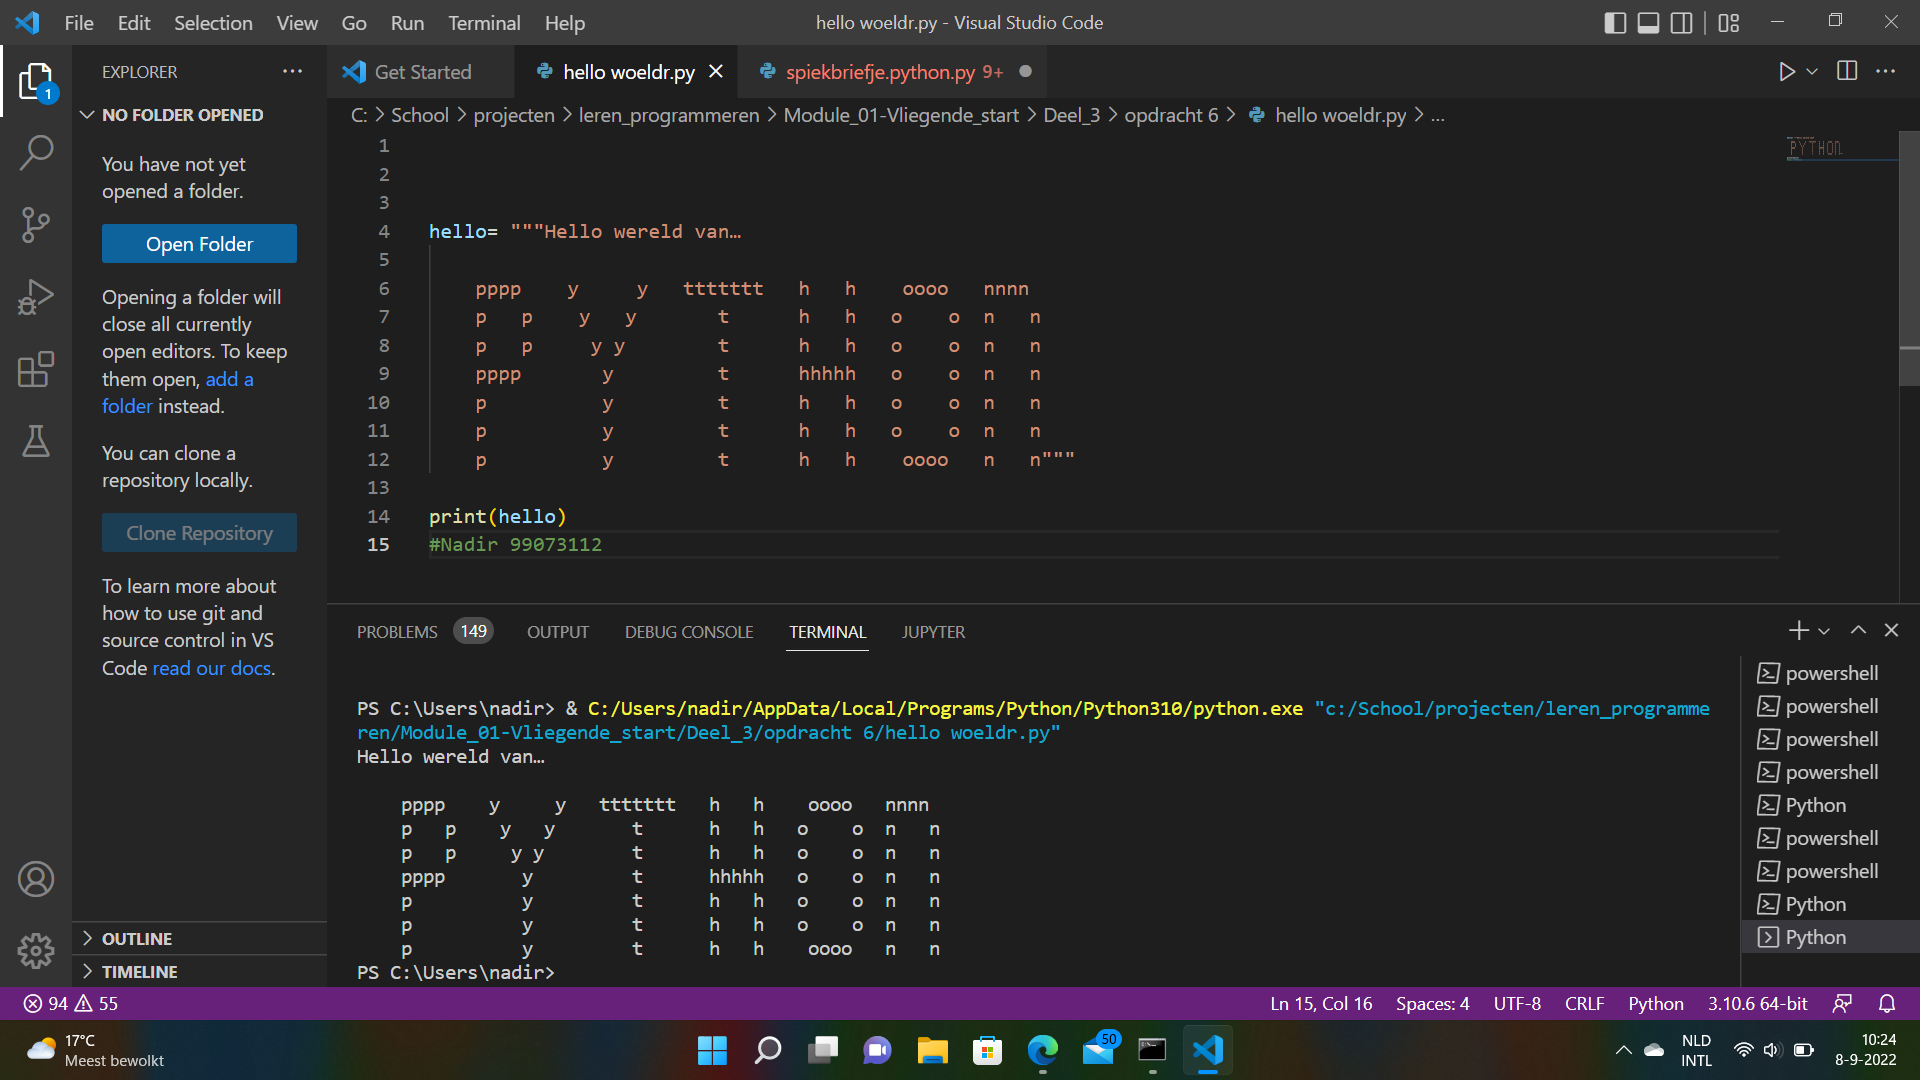 File Edit Selection View Go Run Terminal Help
hello woeldr.py - Visual Studio Code
EXPLORER
Get Started
hello woeldr.py
spiekbriefje.python.py 9+
NO FOLDER OPENED
C: > School > projecten > leren_programmeren > Module_01-Vliegende_start > Deel_3 > opdracht 6 > hello woeldr.py > ...
You have not yet
opened a folder.
Open Folder
Opening a folder will
close all currently
open editors. To keep
them open, add a
folder instead.
You can clone a
repository locally.
Clone Repository
To learn more about
how to use git and
source control in VS
Code read our docs.
OUTLINE
TIMELINE
1
2
3
4 hello= """Hello wereld van…
5
6     pppp    y     y   ttttttt   h   h    oooo   nnnn
7     p   p    y   y       t      h   h   o    o  n   n
8     p   p     y y        t      h   h   o    o  n   n
9     pppp       y         t      hhhhh   o    o  n   n
10    p          y         t      h   h   o    o  n   n
11    p          y         t      h   h   o    o  n   n
12    p          y         t      h   h    oooo   n   n"""
13
14 print(hello)
15 #Nadir 99073112
PYTHON
PROBLEMS 149 OUTPUT DEBUG CONSOLE TERMINAL JUPYTER
PS C:\Users\nadir> & C:/Users/nadir/AppData/Local/Programs/Python/Python310/python.exe "c:/School/projecten/leren_programme
ren/Module_01-Vliegende_start/Deel_3/opdracht 6/hello woeldr.py"
Hello wereld van…
    pppp    y     y   ttttttt   h   h    oooo   nnnn
    p   p    y   y       t      h   h   o    o  n   n
    p   p     y y        t      h   h   o    o  n   n
    pppp       y         t      hhhhh   o    o  n   n
    p          y         t      h   h   o    o  n   n
    p          y         t      h   h   o    o  n   n
    p          y         t      h   h    oooo   n   n
PS C:\Users\nadir>
powershell
powershell
powershell
powershell
Python
powershell
powershell
Python
Python
1
94 55
Ln 15, Col 16 Spaces: 4 UTF-8 CRLF Python 3.10.6 64-bit
17°C
Meest bewolkt
50
NLD
INTL
10:24
8-9-2022